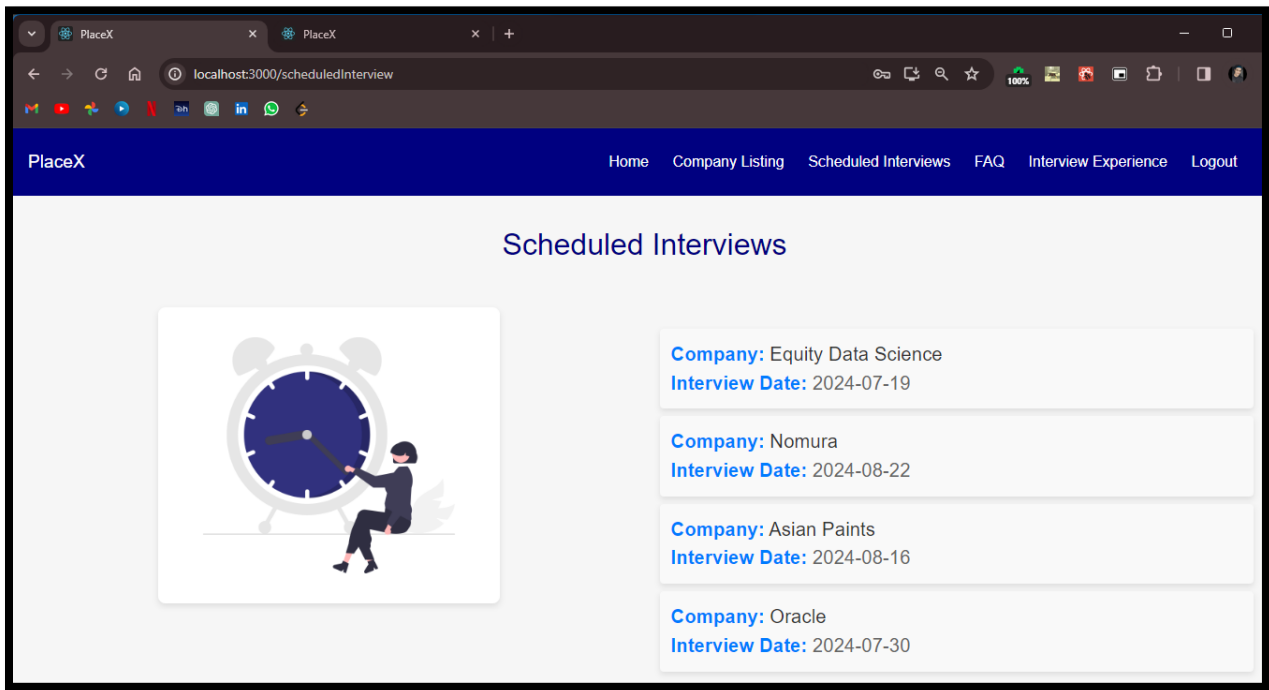 PlaceX
PlaceX
localhost:3000/scheduledInterview
100%
PlaceX
Home Company Listing Scheduled Interviews FAQ Interview Experience Logout
Scheduled Interviews
Company: Equity Data Science
Interview Date: 2024-07-19
Company: Nomura
Interview Date: 2024-08-22
Company: Asian Paints
Interview Date: 2024-08-16
Company: Oracle
Interview Date: 2024-07-30